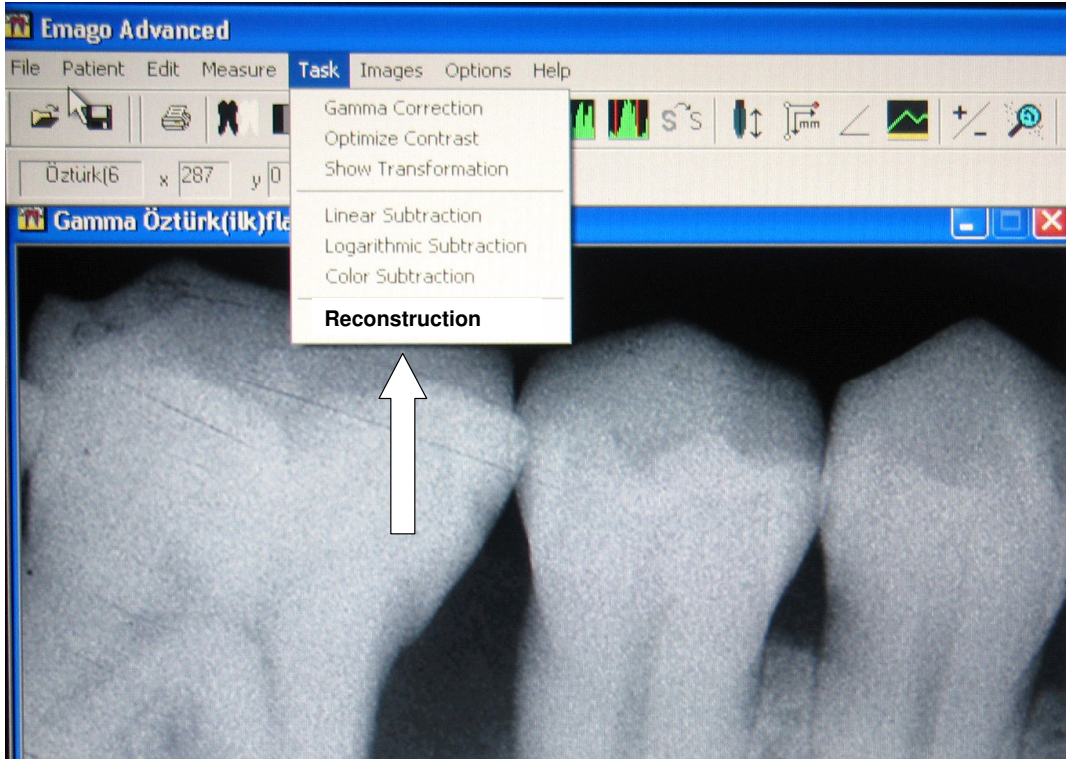 Emago Advanced
File Patient Edit Measure Task Images Options Help
S S mm + -
Öztürk(6 x 287 y 0
Gamma Öztürk(ilk)fla
Gamma Correction
Optimize Contrast
Show Transformation
Linear Subtraction
Logarithmic Subtraction
Color Subtraction
Reconstruction